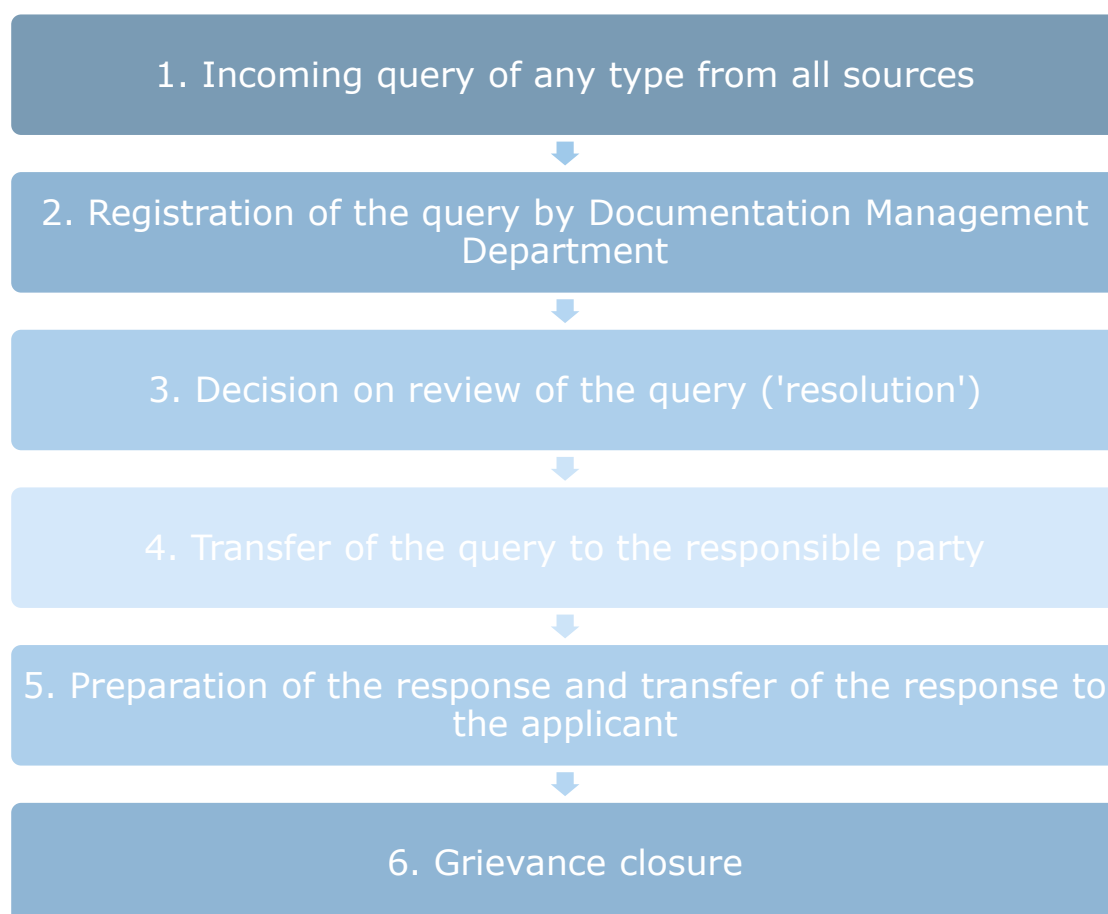 1. Incoming query of any type from all sources
2. Registration of the query by Documentation Management
Department
3. Decision on review of the query ('resolution')
4. Transfer of the query to the responsible party
5. Preparation of the response and transfer of the response to
the applicant
6. Grievance closure